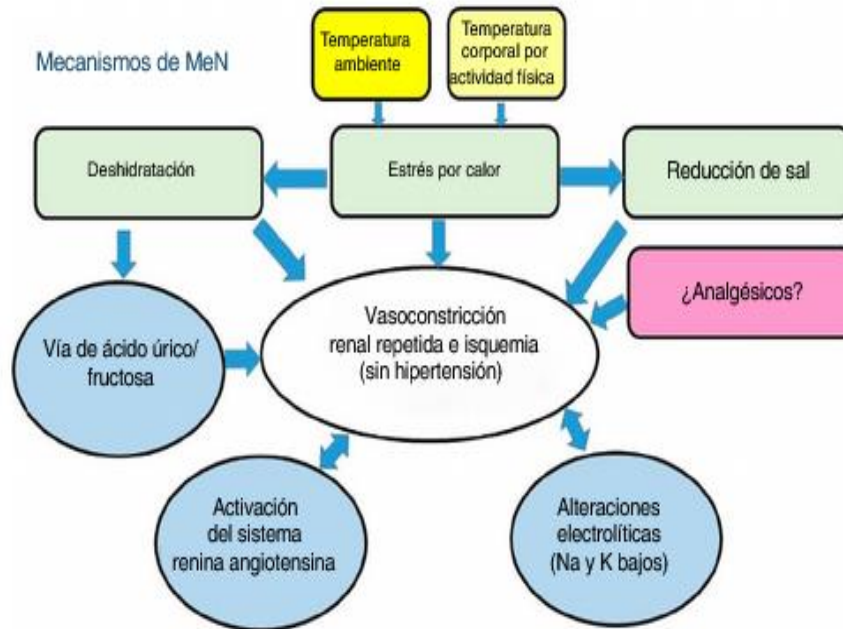 Mecanismos de MeN
Temperatura
ambiente
Temperatura
corporal por
actividad física
Deshidratación
Estrés por calor
Reducción de sal
¿Analgésicos?
Vía de ácido úrico/
fructosa
Vasoconstricción
renal repetida e isquemia
(sin hipertensión)
Activación
del sistema
renina angiotensina
Alteraciones
electrolíticas
(Na y K bajos)